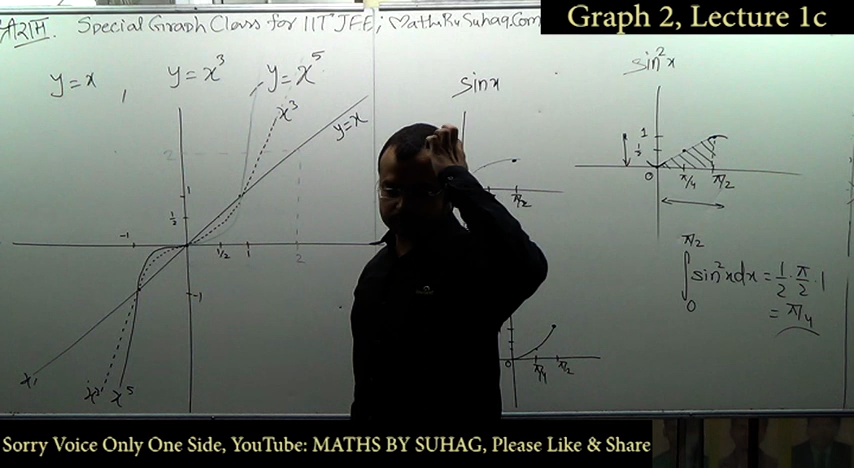 Graph 2, Lecture 1c
Special Graph Class for IIT JEE; MathsBySuhag.Com
y=x , y=x³ y=x⁵
x³
y=x
2
1
½
-1
½ 1 2
-1
x
x³ x⁵
sinx
π/2
0 π/4 π/2
sin²x
1
½
0 π/4 π/2
π/2
∫ sin²xdx = 1/2 · π/2 · 1
0
= π/4
Sorry Voice Only One Side, YouTube: MATHS BY SUHAG, Please Like & Share